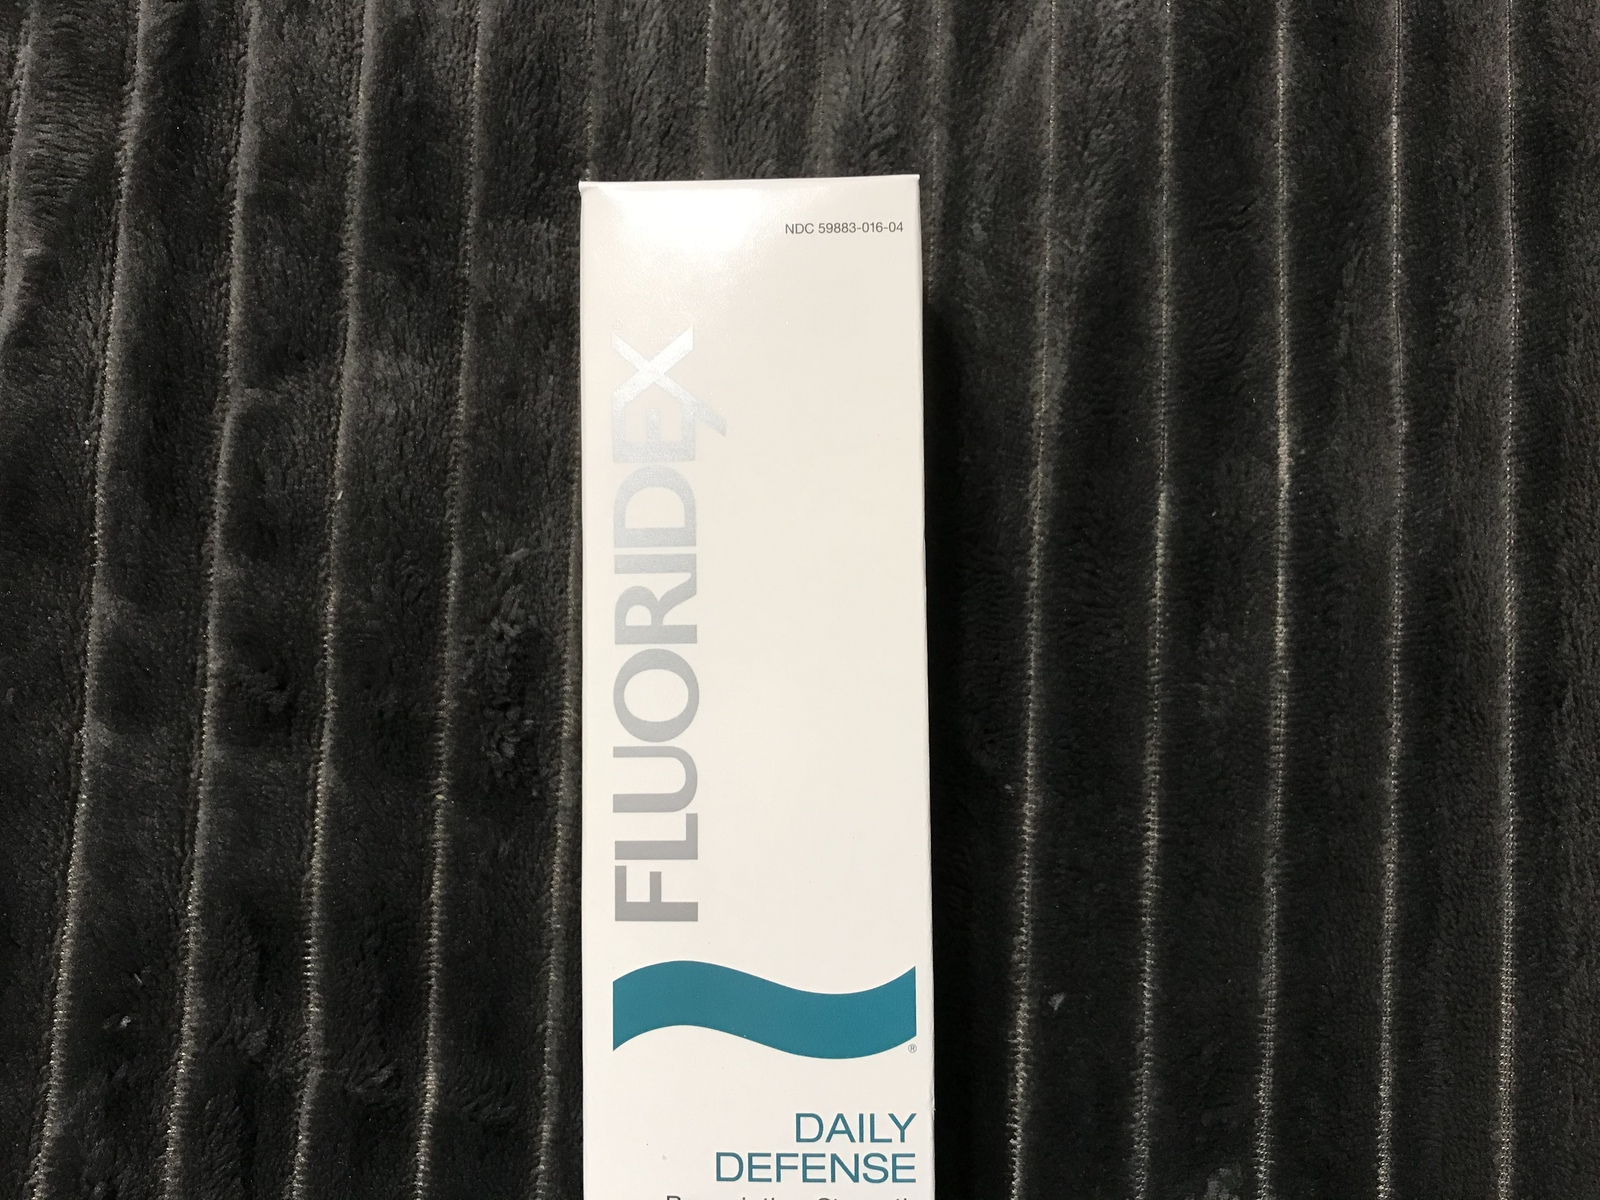 NDC 59883-016-04
FLUORIDEX
®
DAILY
DEFENSE